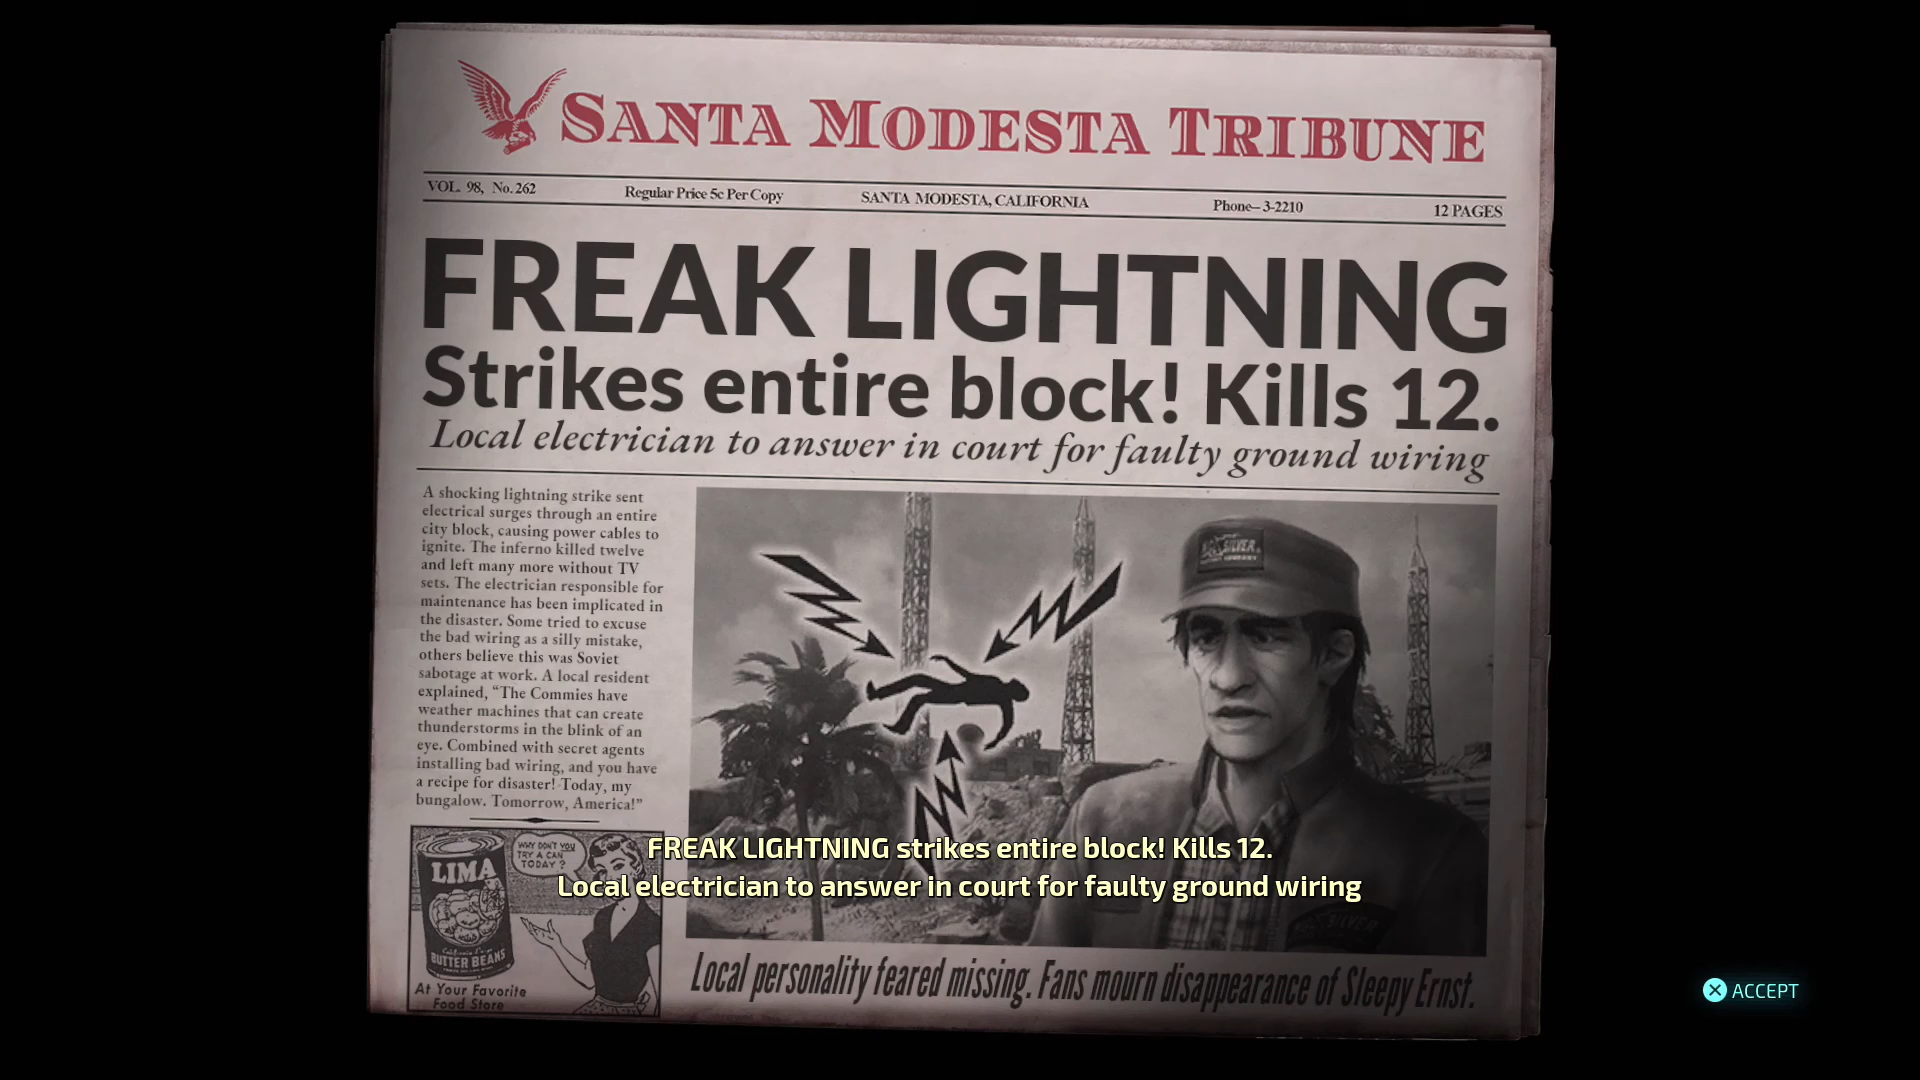 SANTA MODESTA TRIBUNE
VOL. 98, No. 262
Regular Price 5c Per Copy
SANTA MODESTA, CALIFORNIA
Phone– 3-2210
12 PAGES
FREAK LIGHTNING
Strikes entire block! Kills 12.
Local electrician to answer in court for faulty ground wiring
A shocking lightning strike sent
electrical surges through an entire
city block, causing power cables to
ignite. The inferno killed twelve
and left many more without TV
sets. The electrician responsible for
maintenance has been implicated in
the disaster. Some tried to excuse
the bad wiring as a silly mistake,
others believe this was Soviet
sabotage at work. A local resident
explained, “The Commies have
weather machines that can create
thunderstorms in the blink of an
eye. Combined with secret agents
installing bad wiring, and you have
a recipe for disaster! Today, my
bungalow. Tomorrow, America!”
WHY DON'T YOU
TRY A CAN
TODAY?
LIMA
BUTTER BEANS
At Your Favorite
Food Store
SILVER
FREAK LIGHTNING strikes entire block! Kills 12.
Local electrician to answer in court for faulty ground wiring
SILVER
Local personality feared missing. Fans mourn disappearance of Sleepy Ernst.
ACCEPT